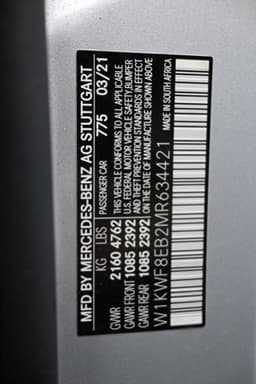 MFD BY MERCEDES-BENZ AG STUTTGART
PASSENGER CAR 775 03/21
KG LBS
GVWR 2160 4762
GAWR FRONT 1085 2392
GAWR REAR 1085 2392
THIS VEHICLE CONFORMS TO ALL APPLICABLE
U.S. FEDERAL MOTOR VEHICLE SAFETY, BUMPER
AND THEFT PREVENTION STANDARDS IN EFFECT
ON THE DATE OF MANUFACTURE SHOWN ABOVE
MADE IN SOUTH AFRICA
W1KWF8EB2MR634421